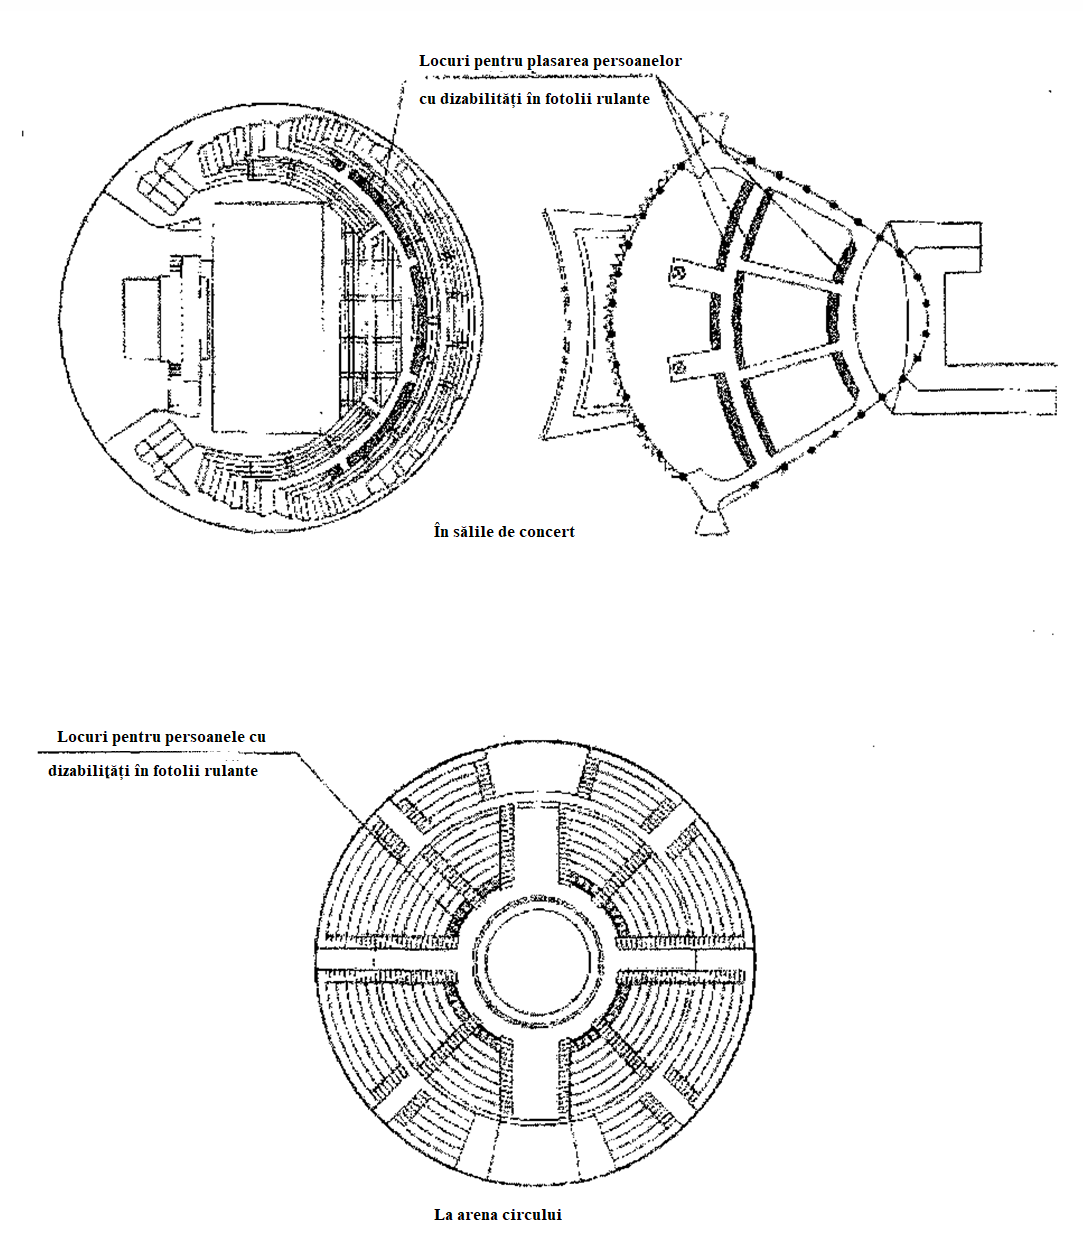 Locuri pentru plasarea persoanelor
cu dizabilități în fotolii rulante
În sălile de concert
Locuri pentru persoanele cu
dizabilităţi în fotolii rulante
La arena circului